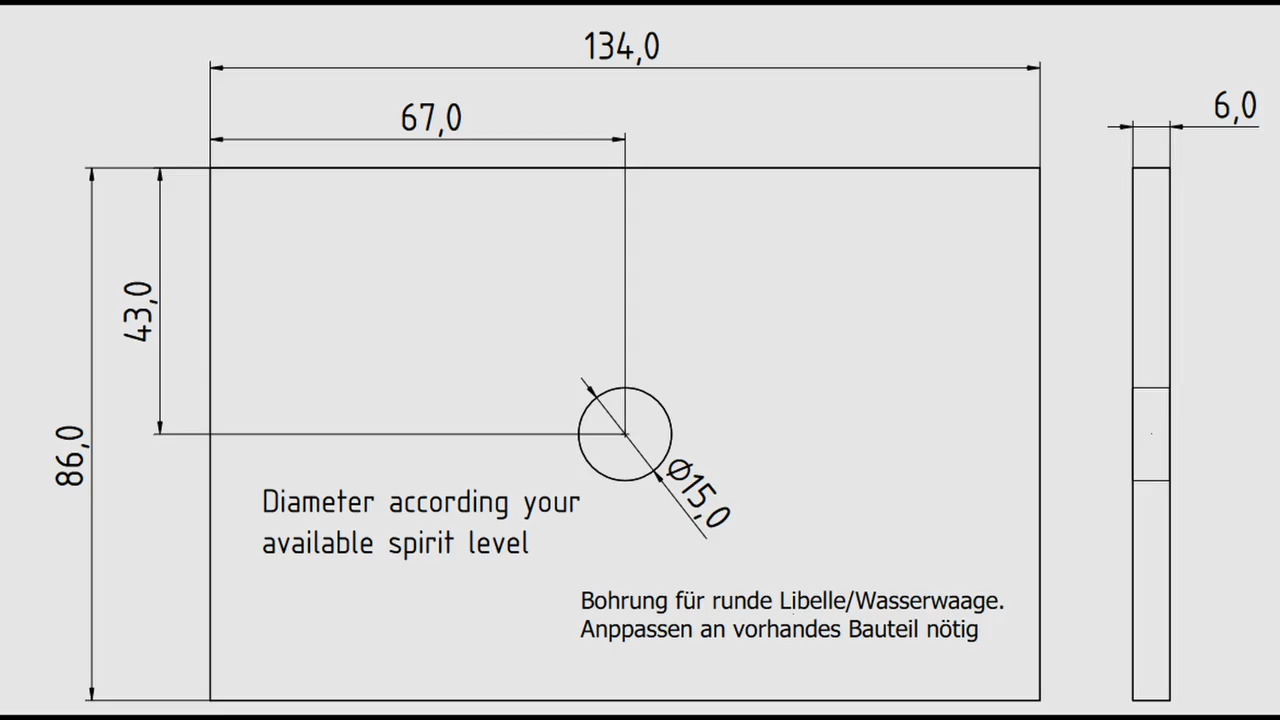 134,0
67,0
6,0
43,0
86,0
Ø15,0
Diameter according your
available spirit level
Bohrung für runde Libelle/Wasserwaage.
Anppassen an vorhandes Bauteil nötig